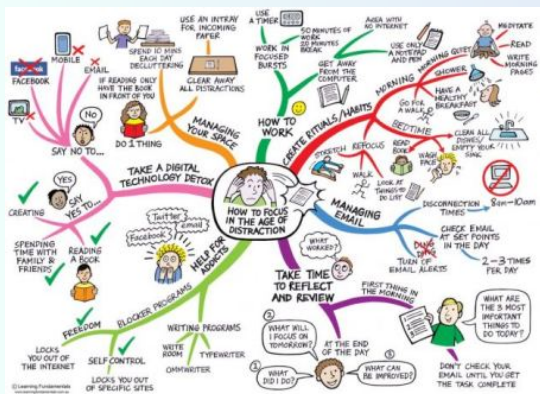 HOW TO FOCUS
IN THE AGE OF
DISTRACTION
HOW TO
WORK
USE
A TIMER
50 MINUTES OF
WORK
20 MINUTES
BREAK
WORK IN
FOCUSED
BURSTS
GET AWAY
FROM THE
COMPUTER
AREA WITH
NO INTERNET
USE ONLY
A NOTEPAD
AND PEN
CREATE RITUALS/HABITS
MORNING
MORNING QUIET
MEDITATE
READ
WRITE
MORNING
PAGES
SHOWER
HAVE A
HEALTHY
BREAKFAST
GO FOR
A WALK
BEDTIME
READ
BOOK
CLEAN ALL
DISHES/
EMPTY YOUR
SINK
WASH
FACE
REFOCUS
STRETCH
WALK
LOOK AT
THINGS TO
DO LIST
MANAGING
EMAIL
DISCONNECTION
TIMES
8am-10am
CHECK EMAIL
AT SET POINTS
IN THE DAY
2-3 TIMES
PER DAY
DING
DING
TURN OF
EMAIL ALERTS
TAKE TIME
TO REFLECT
AND REVIEW
WHAT
WORKED?
FIRST THING IN
THE MORNING
WHAT ARE
THE 3 MOST
IMPORTANT
THINGS TO
DO TODAY?
DON'T CHECK YOUR
EMAIL UNTIL YOU GET
THE TASK COMPLETE
AT THE END
OF THE DAY
1
WHAT
DID I DO?
2
WHAT WILL
I FOCUS ON
TOMORROW?
3
WHAT CAN
BE IMPROVED?
HELP FOR
ADDICTS
Twitter
email
Facebook
WRITING PROGRAMS
WRITE
ROOM
OMMWRITER
TYPEWRITER
BLOCKER PROGRAMS
FREEDOM
LOCKS
YOU OUT OF
THE INTERNET
SELF CONTROL
LOCKS YOU OUT
OF SPECIFIC SITES
TAKE A DIGITAL
TECHNOLOGY DETOX
YES
SAY
YES TO...
CREATING
SPENDING
TIME WITH
FAMILY &
FRIENDS
READING
A BOOK
NO
SAY NO TO...
TV
facebook
FACEBOOK
MOBILE
EMAIL
MANAGING
YOUR SPACE
DO 1 THING
IF READING ONLY
HAVE THE BOOK
IN FRONT OF YOU
SPEND 10 MINS
EACH DAY
DECLUTTERING
USE AN INTRAY
FOR INCOMING
PAPER
CLEAR AWAY
ALL DISTRACTIONS
© Learning Fundamentals